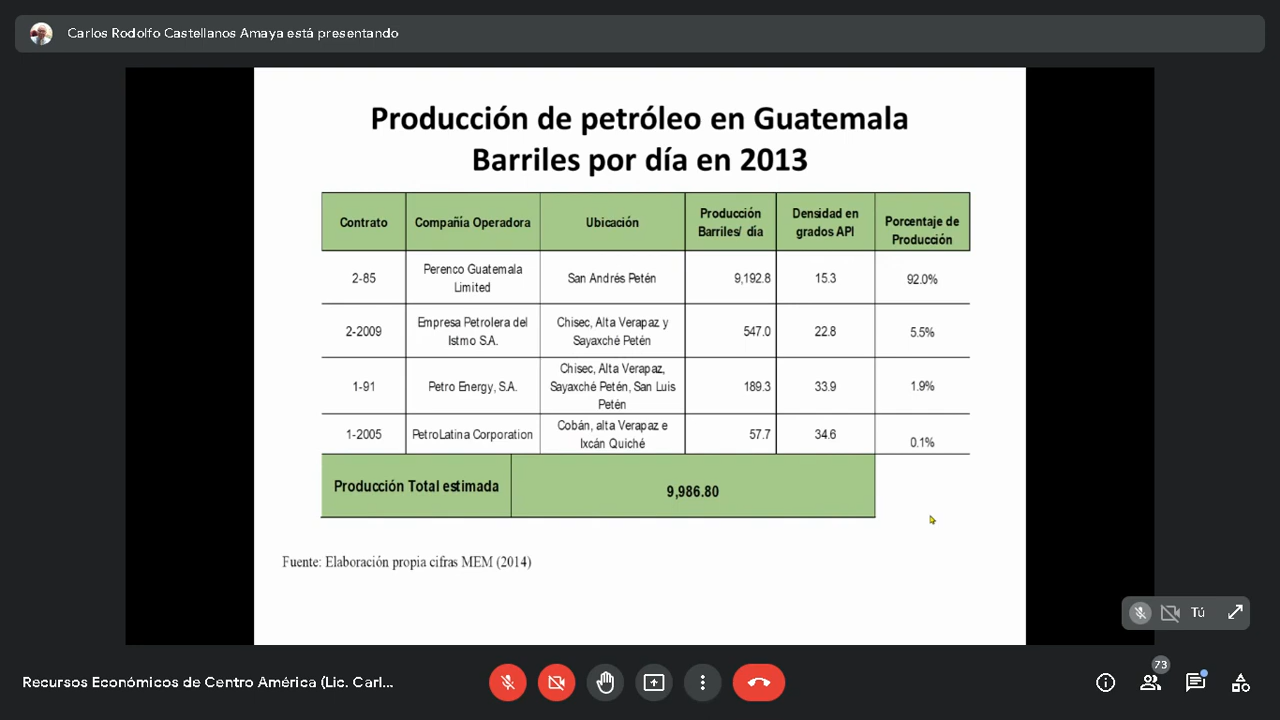 Carlos Rodolfo Castellanos Amaya está presentando
Producción de petróleo en Guatemala
Barriles por día en 2013
Contrato
Compañía Operadora
Ubicación
Producción
Barriles/ día
Densidad en
grados API
Porcentaje de
Producción
2-85
Perenco Guatemala
Limited
San Andrés Petén
9,192.8
15.3
92.0%
2-2009
Empresa Petrolera del
Istmo S.A.
Chisec, Alta Verapaz y
Sayaxché Petén
547.0
22.8
5.5%
1-91
Petro Energy, S.A.
Chisec, Alta Verapaz,
Sayaxché Petén, San Luis
Petén
189.3
33.9
1.9%
1-2005
PetroLatina Corporation
Cobán, alta Verapaz e
Ixcán Quiché
57.7
34.6
0.1%
Producción Total estimada
9,986.80
Fuente: Elaboración propia cifras MEM (2014)
Tú
Recursos Económicos de Centro América (Lic. Carl...
73